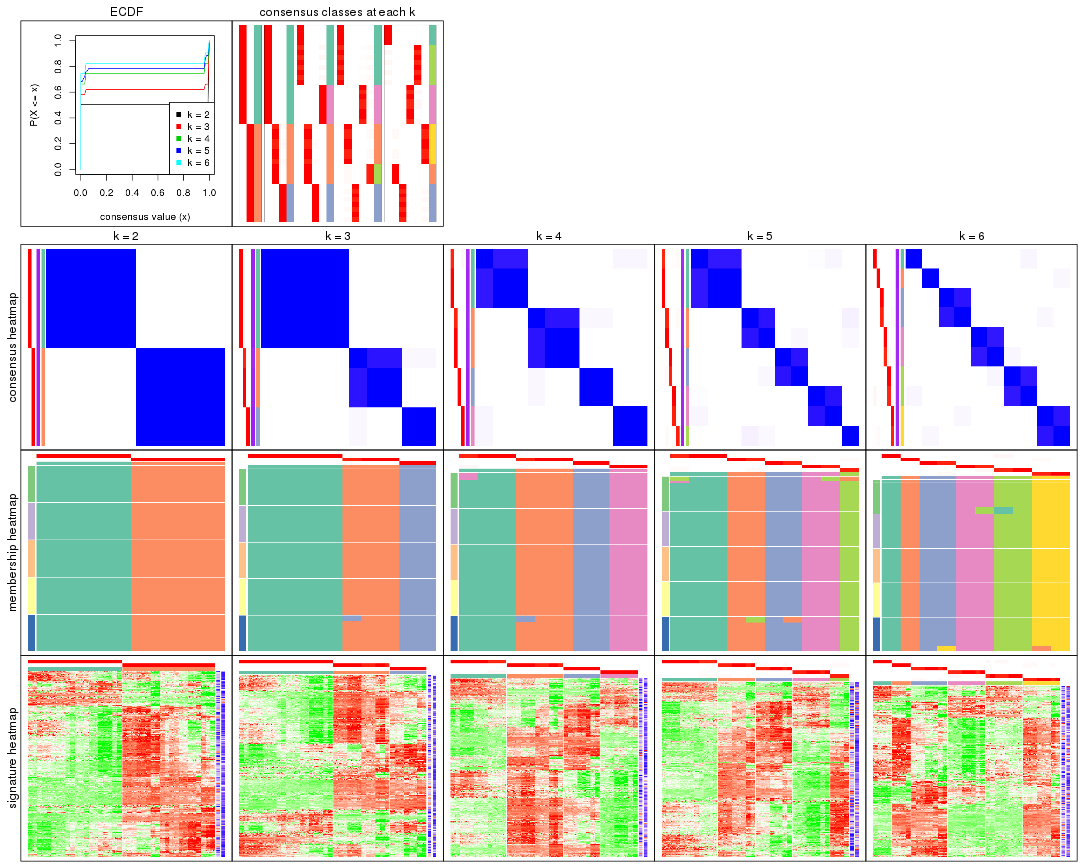 ECDF
consensus classes at each k
P(X <= x)
1.0
0.8
0.6
0.4
0.2
0.0
k = 2
k = 3
k = 4
k = 5
k = 6
0.0 0.2 0.4 0.6 0.8 1.0
consensus value (x)
k = 2
k = 3
k = 4
k = 5
k = 6
consensus heatmap
membership heatmap
signature heatmap